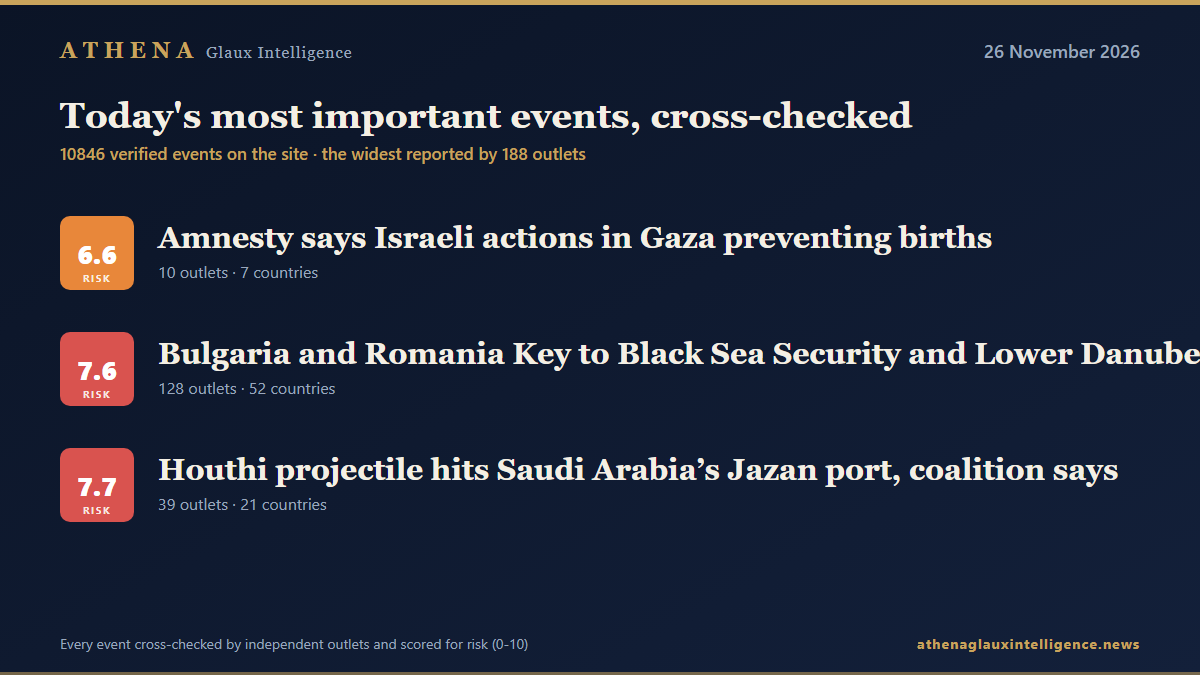 ATHENA Glaux Intelligence
26 November 2026
Today's most important events, cross-checked
10846 verified events on the site · the widest reported by 188 outlets
6.6
RISK
Amnesty says Israeli actions in Gaza preventing births
10 outlets · 7 countries
7.6
RISK
Bulgaria and Romania Key to Black Sea Security and Lower Danube
128 outlets · 52 countries
7.7
RISK
Houthi projectile hits Saudi Arabia’s Jazan port, coalition says
39 outlets · 21 countries
Every event cross-checked by independent outlets and scored for risk (0-10)
athenaglauxintelligence.news